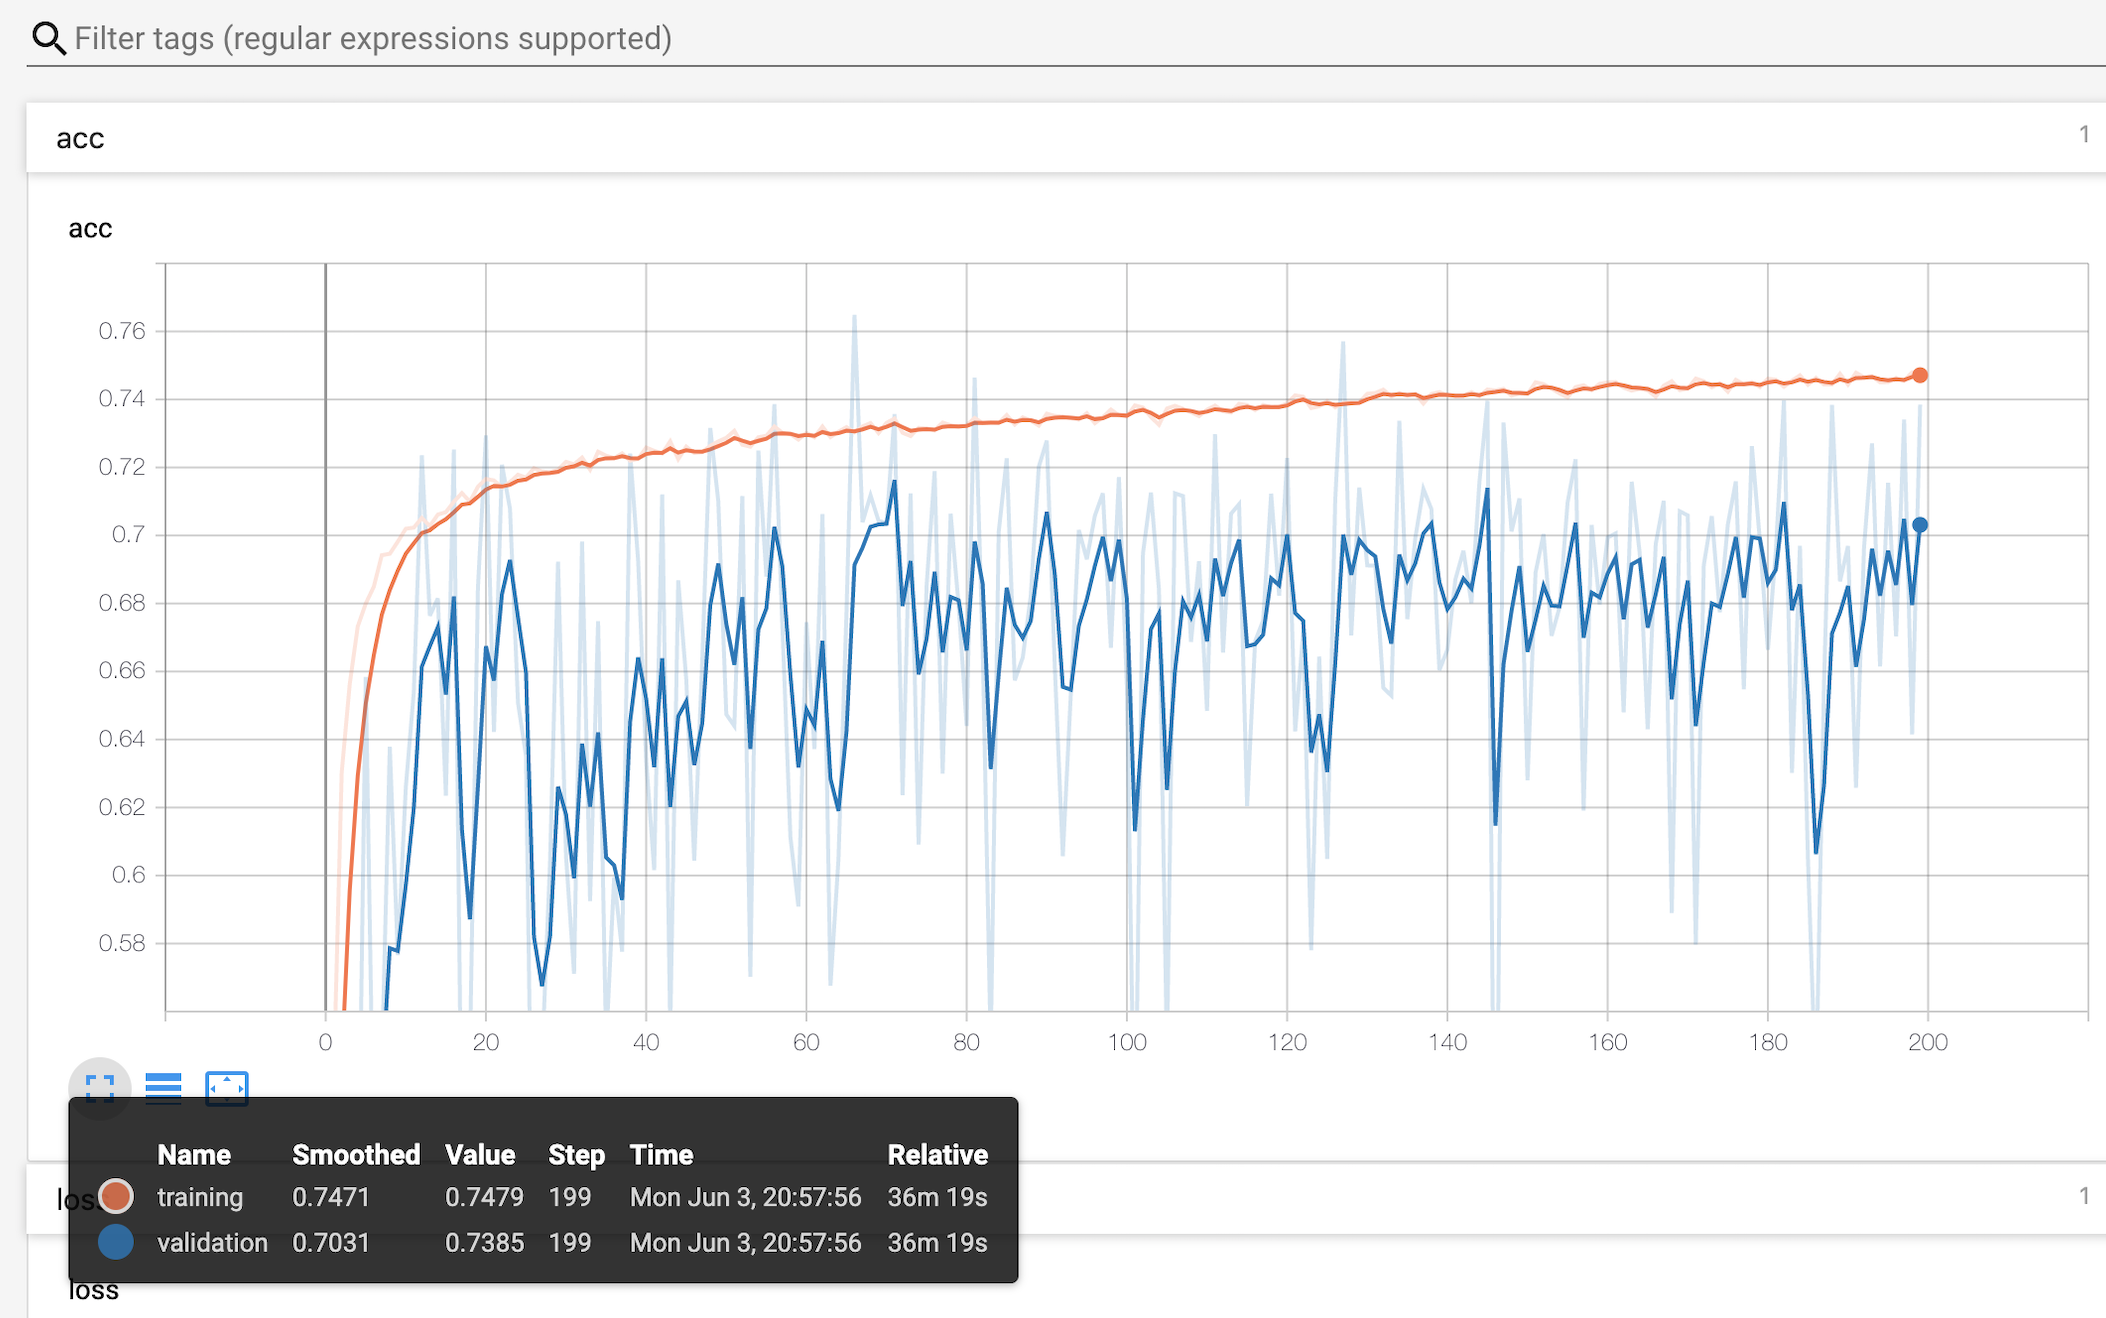 Filter tags (regular expressions supported)
acc 1
acc
0.76
0.74
0.72
0.7
0.68
0.66
0.64
0.62
0.6
0.58
0 20 40 60 80 100 120 140 160 180 200
Name Smoothed Value Step Time Relative
training 0.7471 0.7479 199 Mon Jun 3, 20:57:56 36m 19s
validation 0.7031 0.7385 199 Mon Jun 3, 20:57:56 36m 19s
loss 1
loss